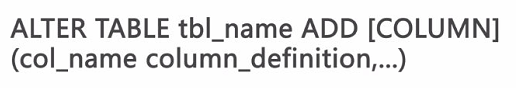 ALTER TABLE tbl_name ADD [COLUMN]
(col_name column_definition,...)